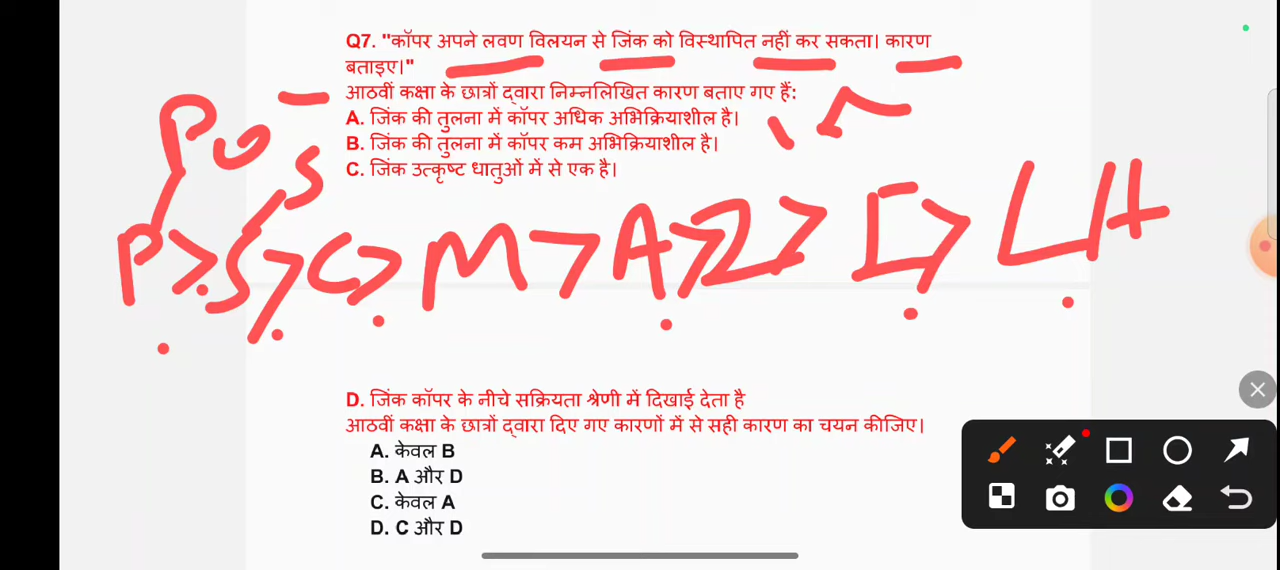 Q7. "कॉपर अपने लवण विलयन से जिंक को विस्थापित नहीं कर सकता। कारण
बताइए।"
आठवीं कक्षा के छात्रों द्वारा निम्नलिखित कारण बताए गए हैं:
A. जिंक की तुलना में कॉपर अधिक अभिक्रियाशील है।
B. जिंक की तुलना में कॉपर कम अभिक्रियाशील है।
C. जिंक उत्कृष्ट धातुओं में से एक है।
P > S > C > M > A > Z > > L H
D. जिंक कॉपर के नीचे सक्रियता श्रेणी में दिखाई देता है
आठवीं कक्षा के छात्रों द्वारा दिए गए कारणों में से सही कारण का चयन कीजिए।
A. केवल B
B. A और D
C. केवल A
D. C और D